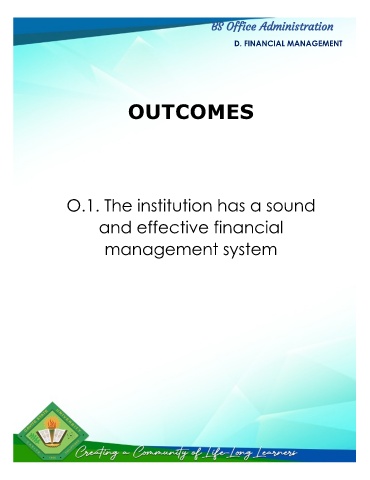 BS Office Administration
D. FINANCIAL MANAGEMENT
OUTCOMES
O.1. The institution has a sound
and effective financial
management system
Creating a Community of Life-Long Learners